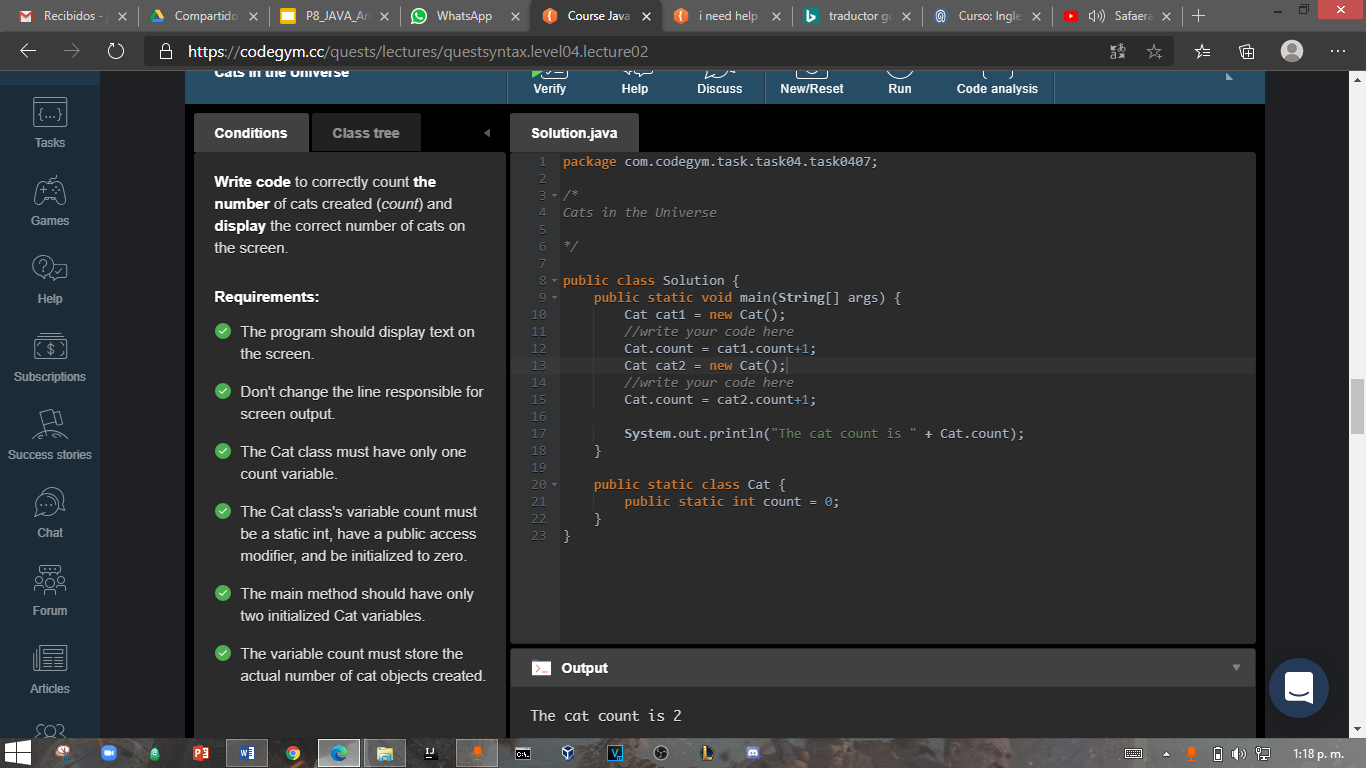 Recibidos -
Compartido
P8_JAVA_Ar
WhatsApp
Course Java
i need help
traductor go
Curso: Ingle
Safaera
https://codegym.cc/quests/lectures/questsyntax.level04.lecture02
Cats in the Universe
Verify
Help
Discuss
New/Reset
Run
Code analysis
Tasks
Games
Help
Subscriptions
Success stories
Chat
Forum
Articles
Conditions
Class tree
Write code to correctly count the
number of cats created (count) and
display the correct number of cats on
the screen.
Requirements:
The program should display text on
the screen.
Don't change the line responsible for
screen output.
The Cat class must have only one
count variable.
The Cat class's variable count must
be a static int, have a public access
modifier, and be initialized to zero.
The main method should have only
two initialized Cat variables.
The variable count must store the
actual number of cat objects created.
Solution.java
1 package com.codegym.task.task04.task0407;
2
3 /*
4 Cats in the Universe
5
6 */
7
8 public class Solution {
9 public static void main(String[] args) {
10 Cat cat1 = new Cat();
11 //write your code here
12 Cat.count = cat1.count+1;
13 Cat cat2 = new Cat();
14 //write your code here
15 Cat.count = cat2.count+1;
16
17 System.out.println("The cat count is " + Cat.count);
18 }
19
20 public static class Cat {
21 public static int count = 0;
22 }
23 }
Output
The cat count is 2
1:18 p. m.